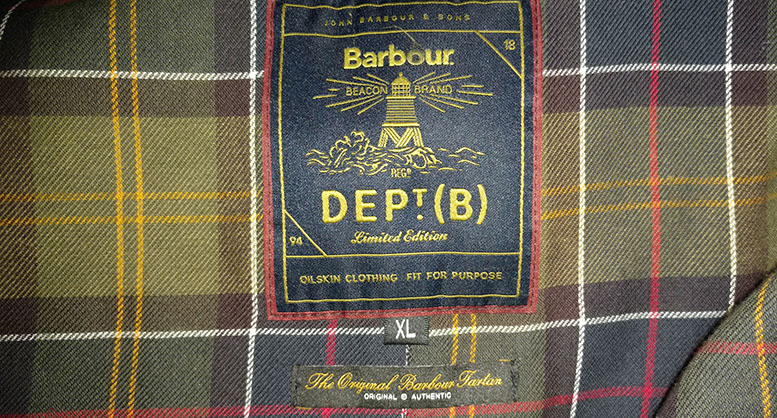 JOHN BARBOUR & SONS
18
Barbour
BEACON BRAND
REGD
DEPT.(B)
Limited Edition
94
OILSKIN CLOTHING FIT FOR PURPOSE
XL
The Original Barbour Tartan
ORIGINAL & AUTHENTIC